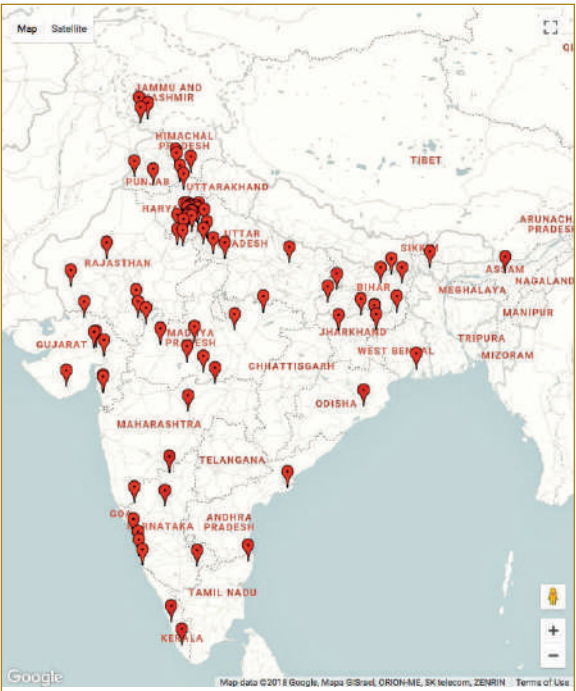 Map Satellite
JAMMU AND
KASHMIR
HIMACHAL
PRADESH
TIBET
PUNJAB
UTTARAKHAND
HARYA
ARUNACH
PRADESH
UTTAR
ADESH
SIKKIM
RAJASTHAN
ASSAM
NAGALAND
BIHAR
MEGHALAYA
MANIPUR
GUJARAT
MADHYA
PRADESH
JHARKHAND
TRIPURA
WEST BENGAL
MIZORAM
CHHATTISGARH
ODISHA
MAHARASHTRA
TELANGANA
GOA
KARNATAKA
ANDHRA
PRADESH
TAMIL NADU
KERALA
Google
Map data ©2018 Google, Mapa GISrael, ORION-ME, SK telecom, ZENRIN Terms of Use